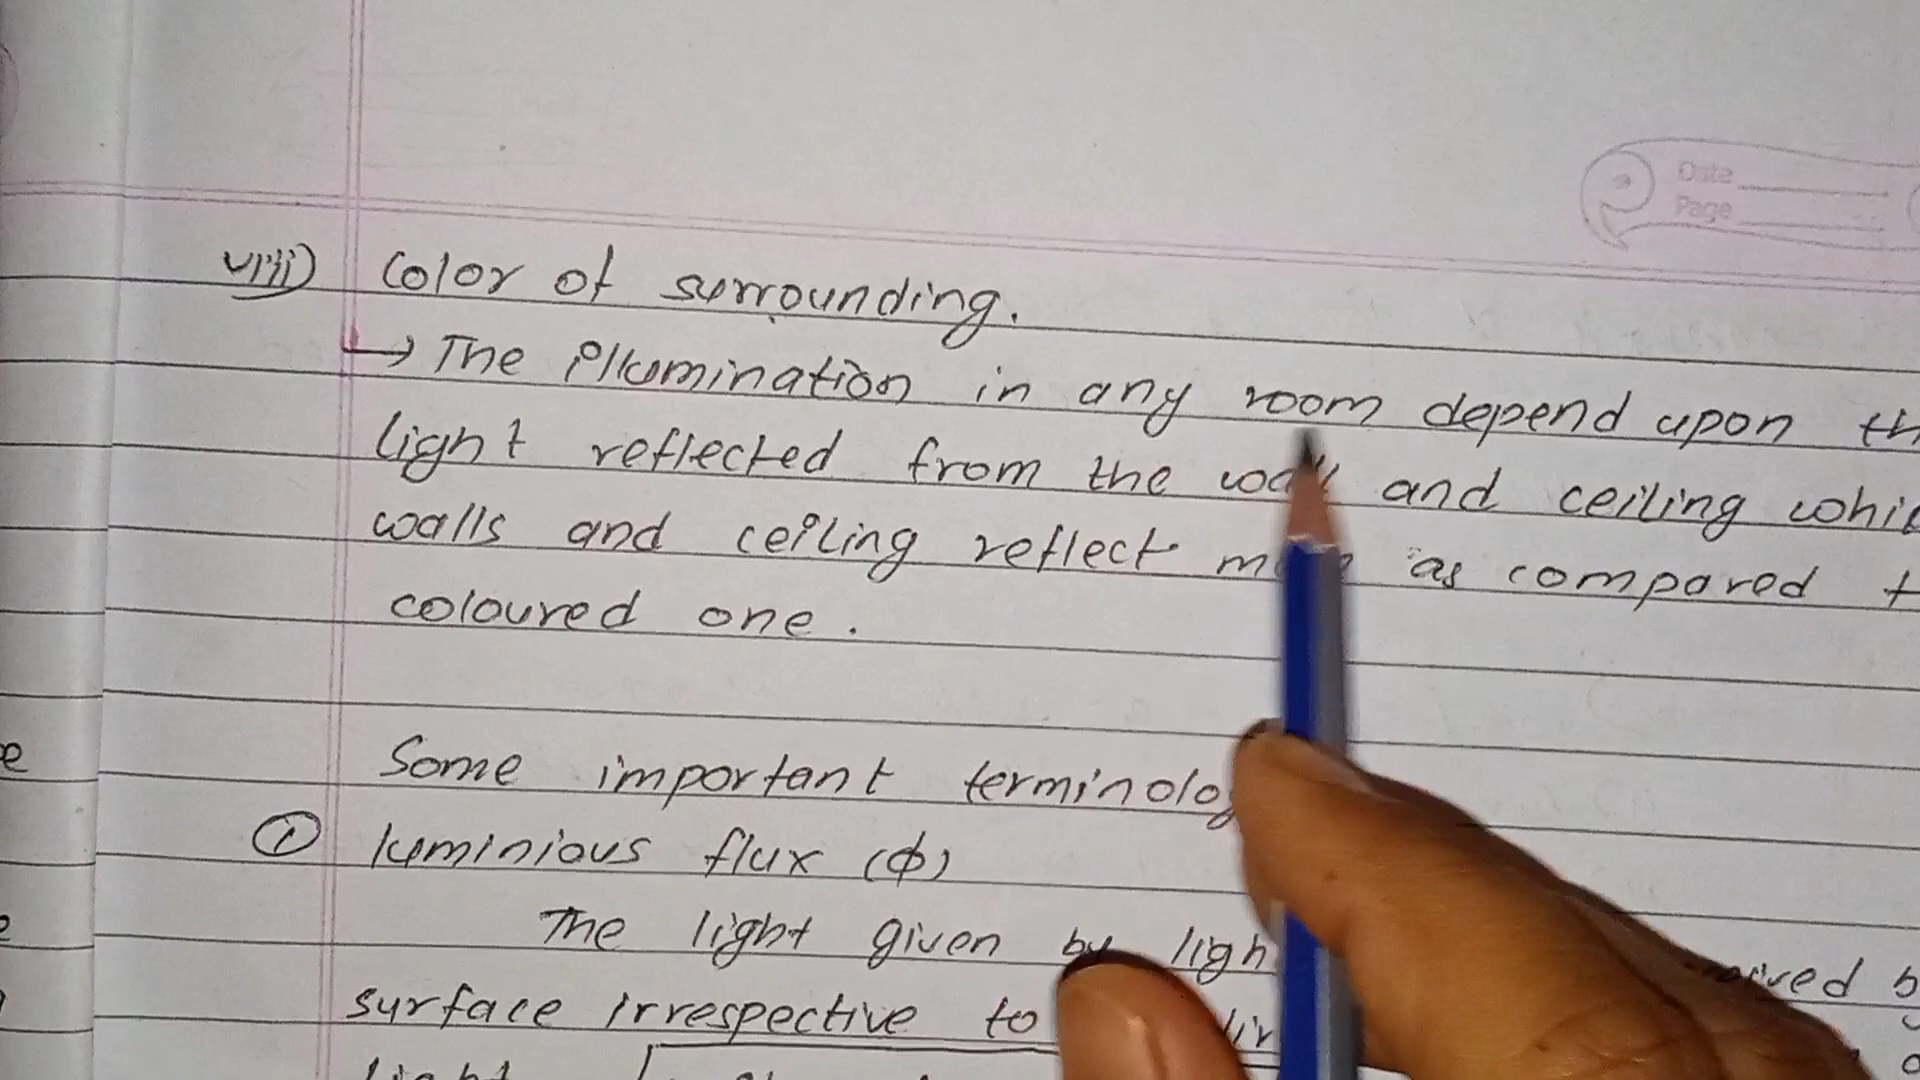 Date
Page
viii) Color of surrounding.
→ The illumination in any room depend upon th
light reflected from the wall and ceiling whi
walls and ceiling reflect as compared t
coloured one.
Some important
① luminious flux (ϕ)
The light given by ligh
surface irrespective to